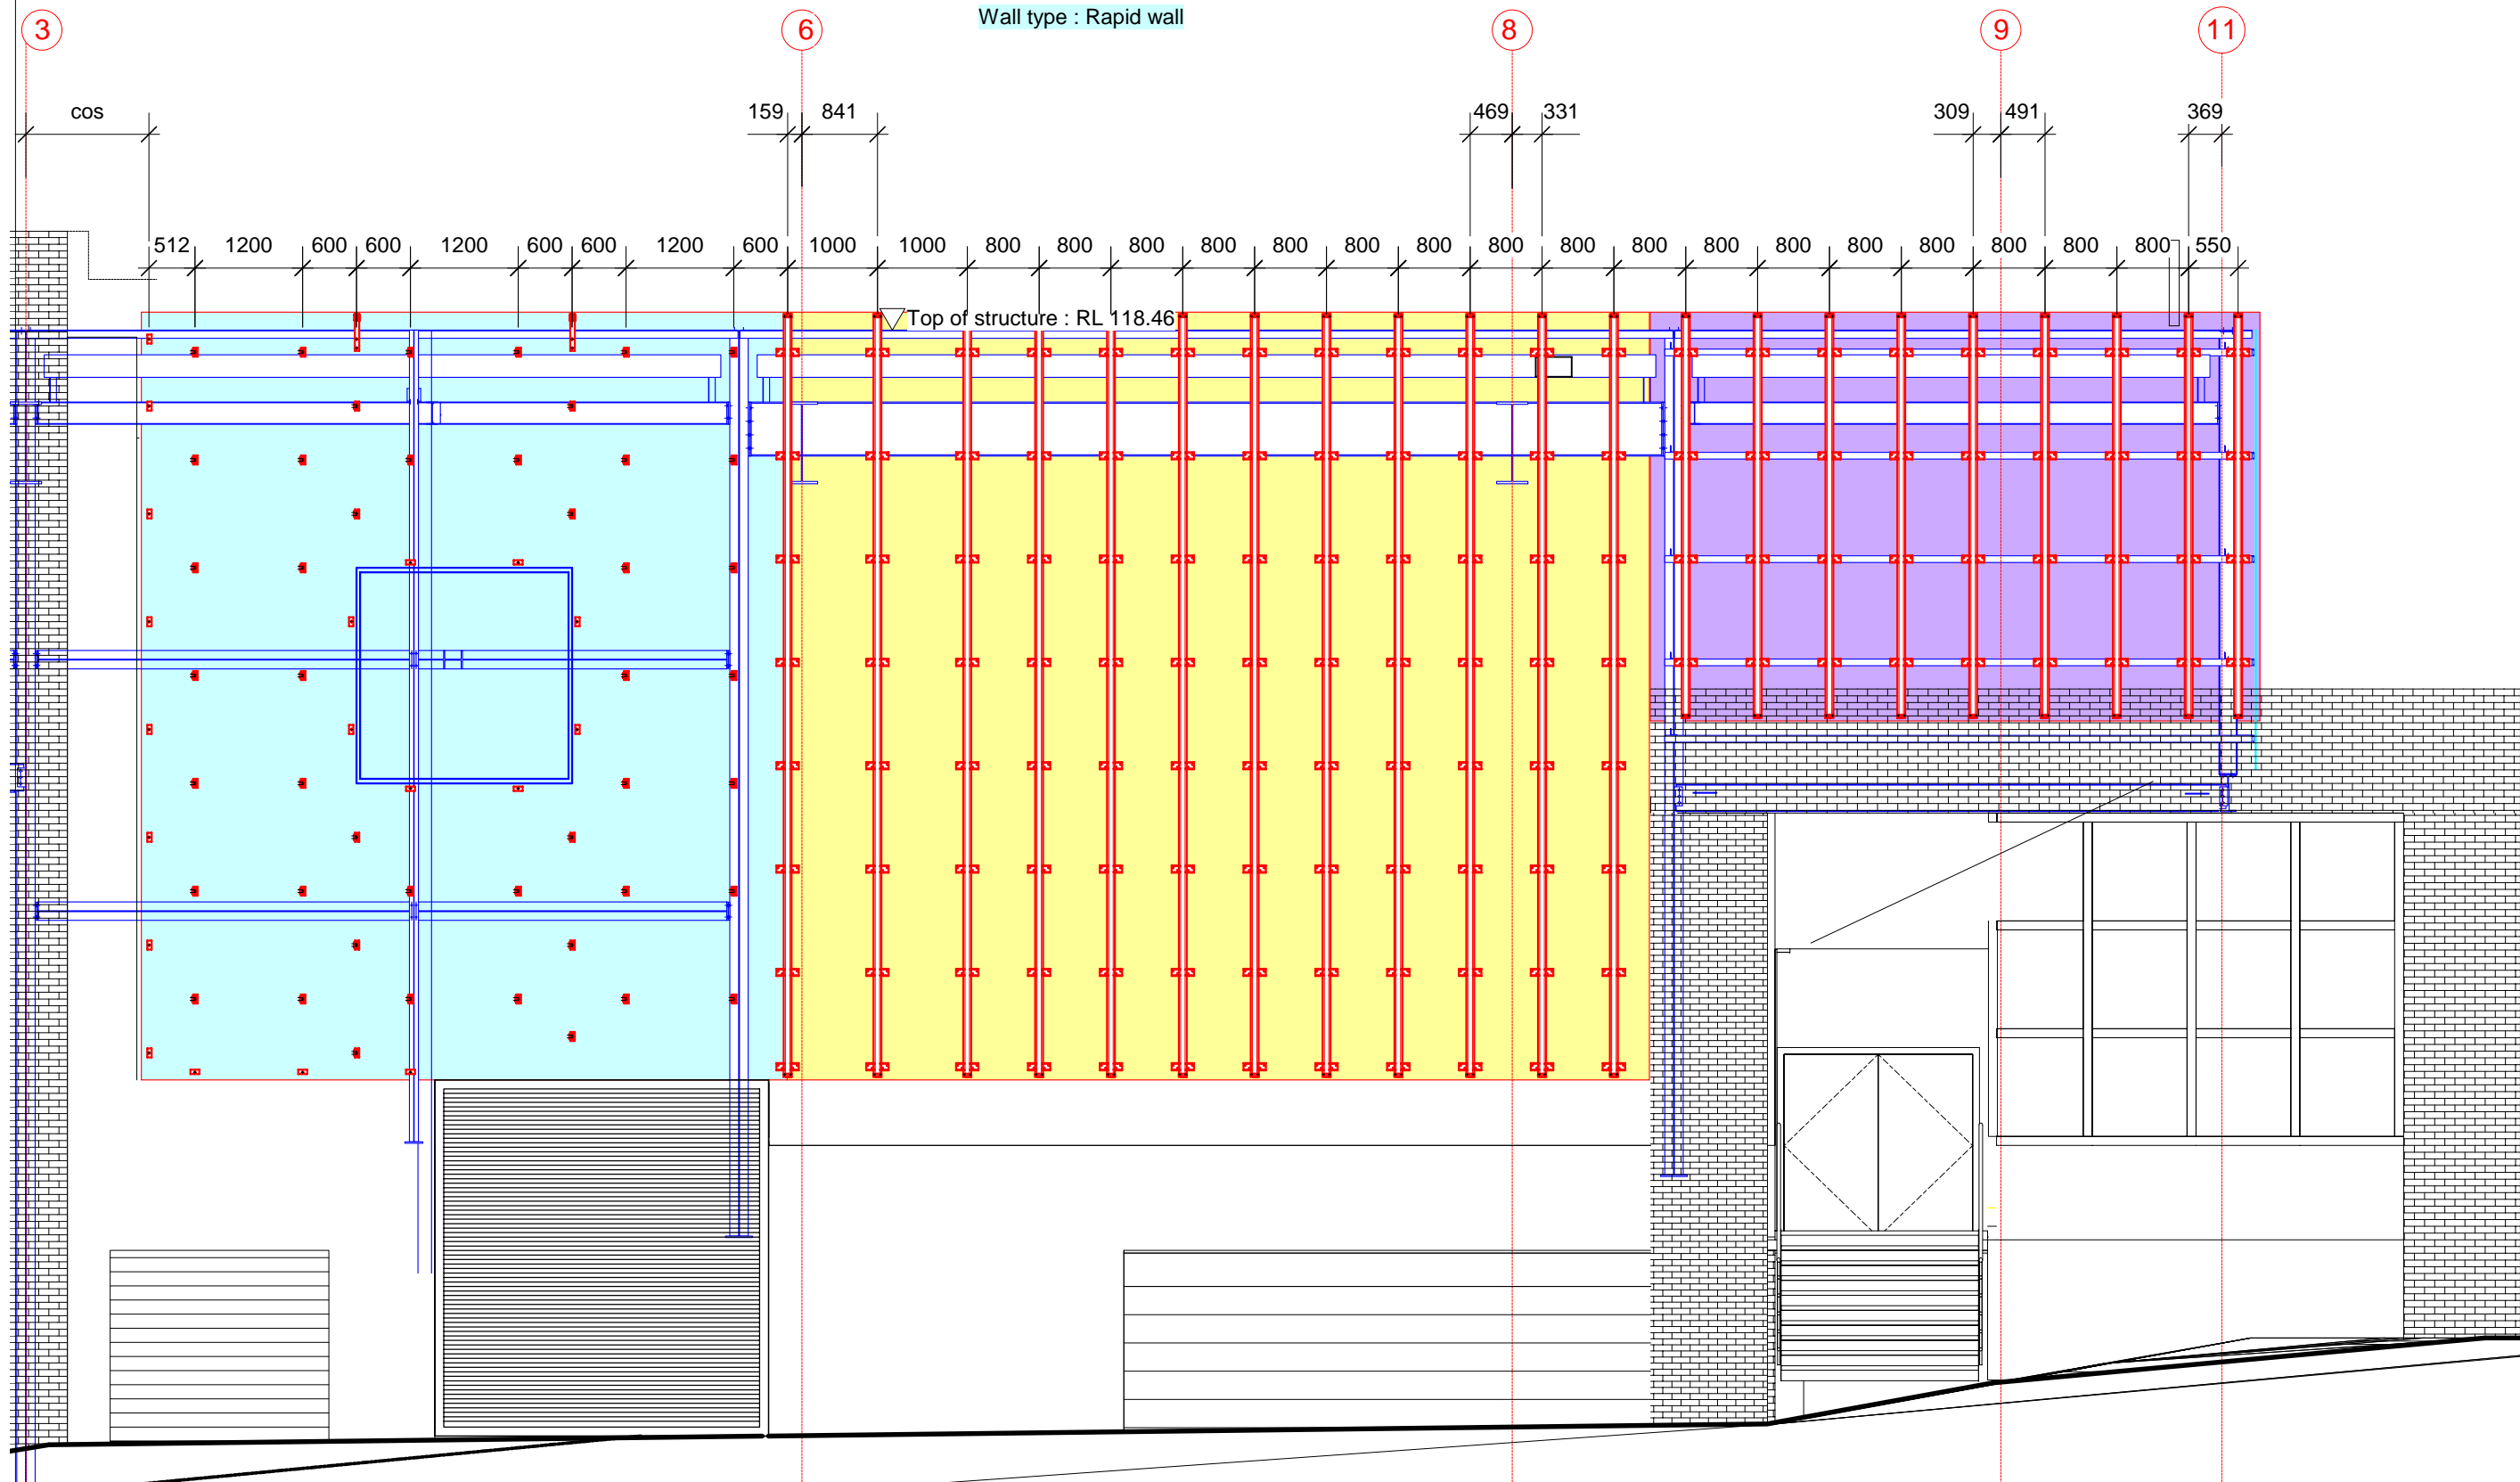 Wall type : Rapid wall
3 6 8 9 11
cos 159 841 469 331 309 491 369
512 1200 600 600 1200 600 600 1200 600 1000 1000 800 800 800 800 800 800 800 800 800 800 800 800 800 800 800 800 800 550
Top of structure : RL 118.46